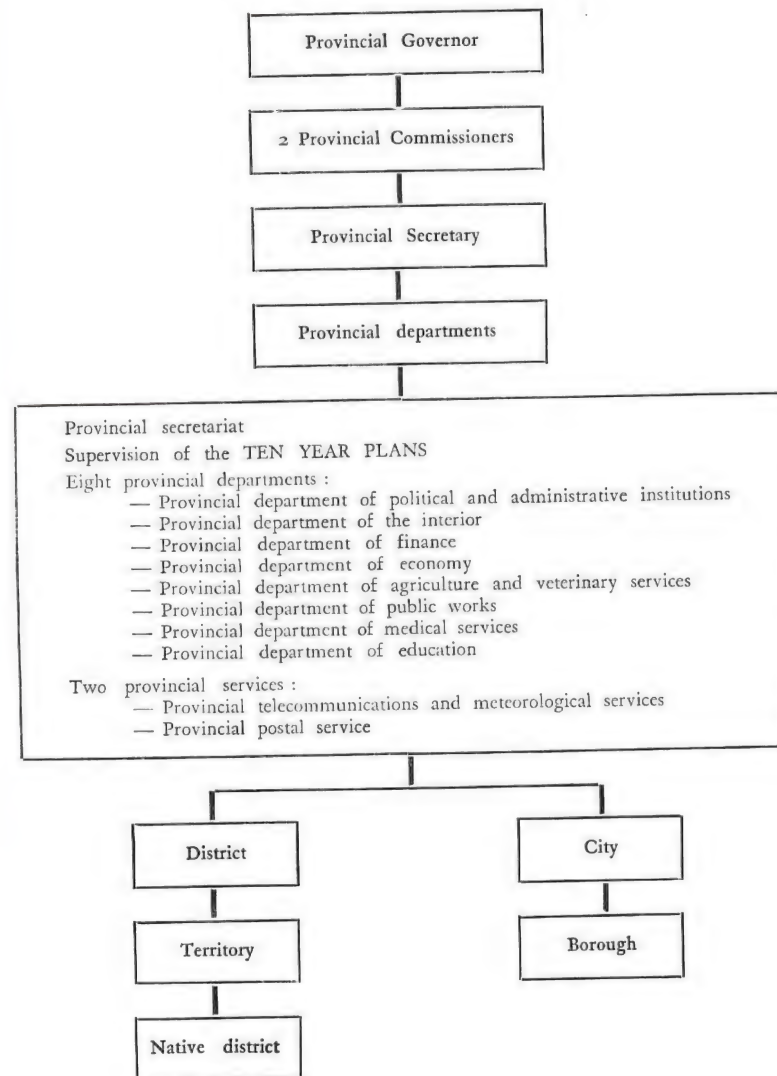 Provincial Governor
2 Provincial Commissioners
Provincial Secretary
Provincial departments
Provincial secretariat
Supervision of the TEN YEAR PLANS
Eight provincial departments :
— Provincial department of political and administrative institutions
— Provincial department of the interior
— Provincial department of finance
— Provincial department of economy
— Provincial department of agriculture and veterinary services
— Provincial department of public works
— Provincial department of medical services
— Provincial department of education
Two provincial services :
— Provincial telecommunications and meteorological services
— Provincial postal service
District
City
Territory
Borough
Native district